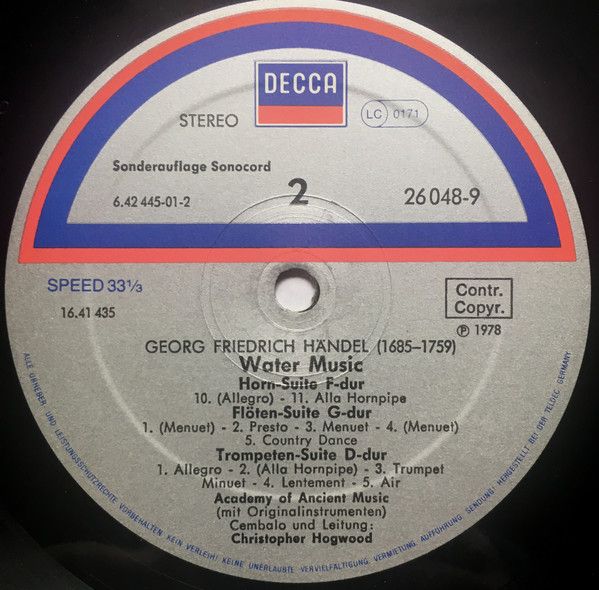 DECCA
STEREO
LC 0171
Sonderauflage Sonocord
6.42 445-01-2
2
26 048-9
SPEED 33⅓
16.41 435
Contr.
Copyr.
℗ 1978
GEORG FRIEDRICH HÄNDEL (1685–1759)
Water Music
Horn-Suite F-dur
10. (Allegro) - 11. Alla Hornpipe
Flöten-Suite G-dur
1. (Menuet) - 2. Presto - 3. Menuet - 4. (Menuet)
5. Country Dance
Trompeten-Suite D-dur
1. Allegro - 2. (Alla Hornpipe) - 3. Trumpet
Minuet - 4. Lentement - 5. Air
Academy of Ancient Music
(mit Originalinstrumenten)
Cembalo und Leitung:
Christopher Hogwood
ALLE URHEBER- UND LEISTUNGSSCHUTZRECHTE VORBEHALTEN · KEIN VERLEIH! KEINE UNERLAUBTE VERVIELFÄLTIGUNG, VERMIETUNG, AUFFÜHRUNG, SENDUNG! HERGESTELLT BEI DER TELDEC, GERMANY